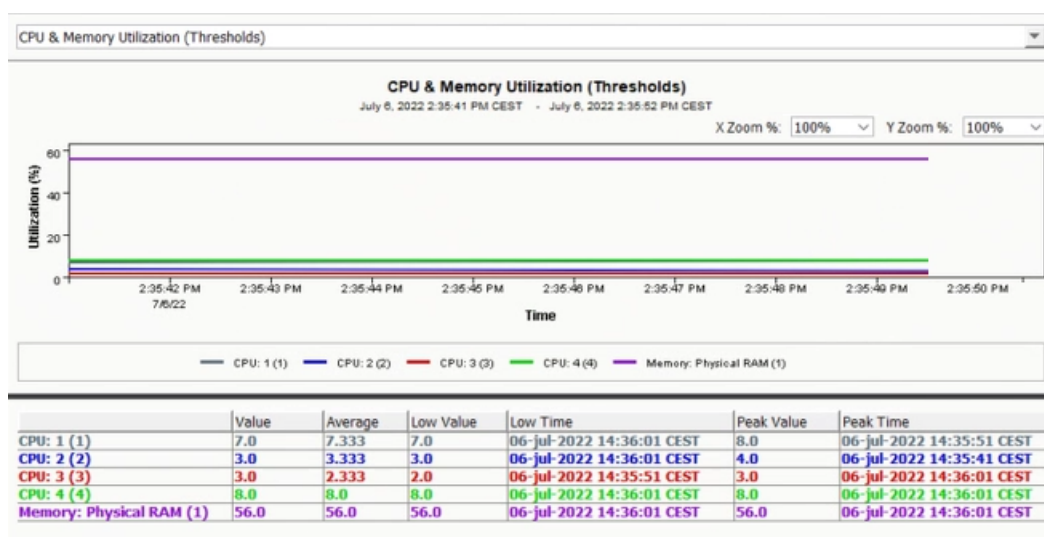 CPU & Memory Utilization (Thresholds)
CPU & Memory Utilization (Thresholds)
July 6, 2022 2:35:41 PM CEST - July 6, 2022 2:35:52 PM CEST
X Zoom %: 100% Y Zoom %: 100%
60
40
20
0
Utilization (%)
2:35:42 PM 2:35:43 PM 2:35:44 PM 2:35:45 PM 2:35:46 PM 2:35:47 PM 2:35:48 PM 2:35:49 PM 2:35:50 PM
7/6/22
Time
CPU: 1 (1) CPU: 2 (2) CPU: 3 (3) CPU: 4 (4) Memory: Physical RAM (1)
Value Average Low Value Low Time Peak Value Peak Time
CPU: 1 (1) 7.0 7.333 7.0 06-jul-2022 14:36:01 CEST 8.0 06-jul-2022 14:35:51 CEST
CPU: 2 (2) 3.0 3.333 3.0 06-jul-2022 14:36:01 CEST 4.0 06-jul-2022 14:35:41 CEST
CPU: 3 (3) 3.0 2.333 2.0 06-jul-2022 14:35:51 CEST 3.0 06-jul-2022 14:36:01 CEST
CPU: 4 (4) 8.0 8.0 8.0 06-jul-2022 14:36:01 CEST 8.0 06-jul-2022 14:36:01 CEST
Memory: Physical RAM (1) 56.0 56.0 56.0 06-jul-2022 14:36:01 CEST 56.0 06-jul-2022 14:36:01 CEST